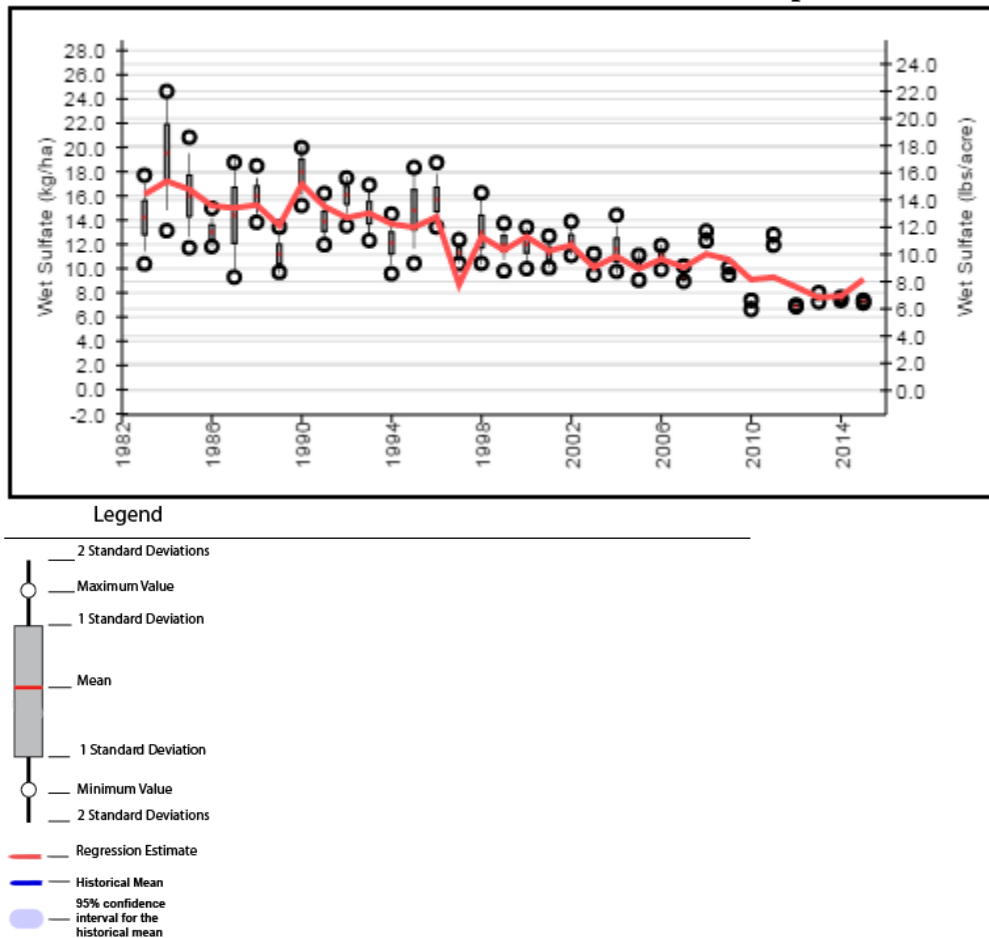 Wet Sulfate (kg/ha)
28.0
26.0
24.0
22.0
20.0
18.0
16.0
14.0
12.0
10.0
8.0
6.0
4.0
2.0
0.0
-2.0
24.0
22.0
20.0
18.0
16.0
14.0
12.0
10.0
8.0
6.0
4.0
2.0
0.0
Wet Sulfate (lbs/acre)
1982
1986
1990
1994
1998
2002
2006
2010
2014
Legend
2 Standard Deviations
Maximum Value
1 Standard Deviation
Mean
1 Standard Deviation
Minimum Value
2 Standard Deviations
Regression Estimate
Historical Mean
95% confidence
interval for the
historical mean